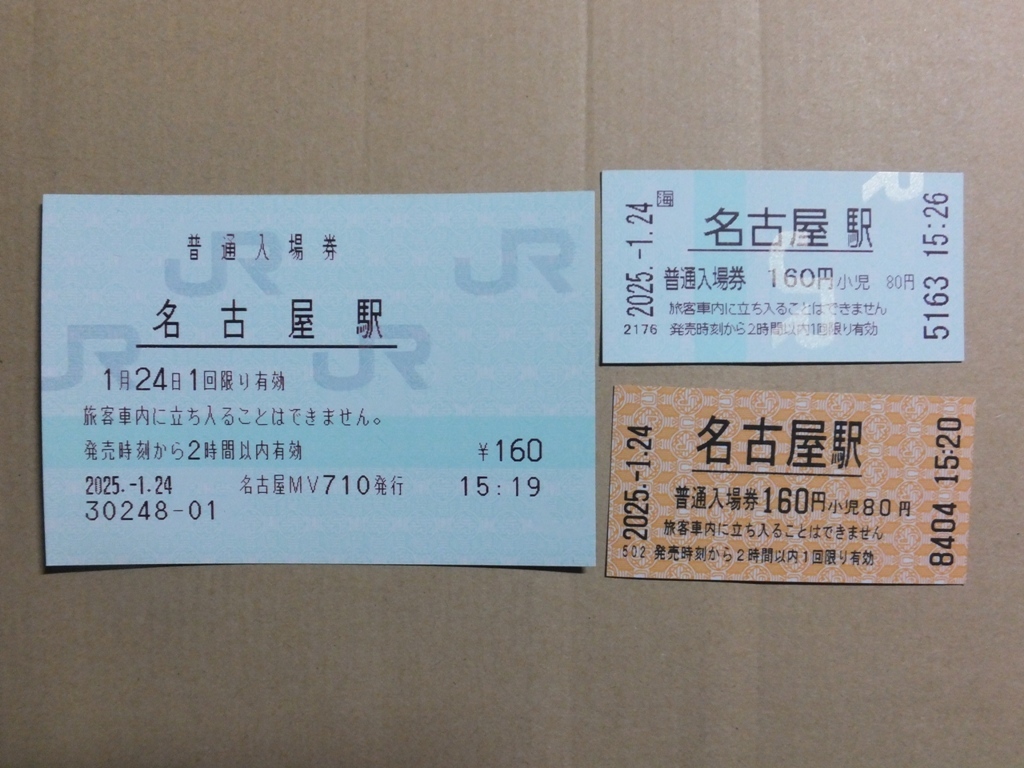 普通入場券
名古屋駅
1月24日1回限り有効
旅客車内に立ち入ることはできません。
発売時刻から2時間以内有効 ¥160
2025.-1.24 名古屋MV710発行 15:19
30248-01
JR JR
JR JR
2025.-1.24
海
名古屋駅
普通入場券 160円 小児 80円
旅客車内に立ち入ることはできません
2176 発売時刻から2時間以内1回限り有効
5163 15:26
2025.-1.24
名古屋駅
普通入場券160円小児80円
旅客車内に立ち入ることはできません
502 発売時刻から2時間以内1回限り有効
8404 15:20